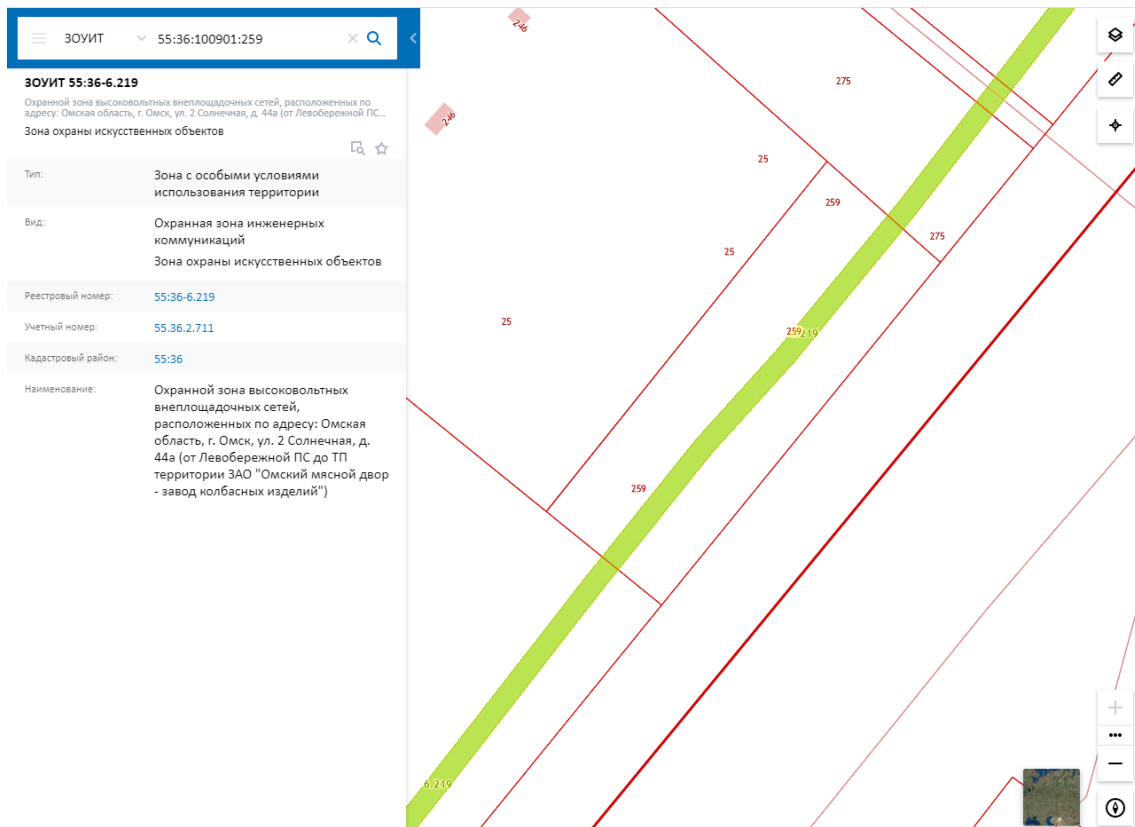 ЗОУИТ
55:36:100901:259
ЗОУИТ 55:36-6.219
Охранной зона высоковольтных внеплощадочных сетей, расположенных по
адресу: Омская область, г. Омск, ул. 2 Солнечная, д. 44а (от Левобережной ПС...
Зона охраны искусственных объектов
Тип:
Зона с особыми условиями
использования территории
Вид:
Охранная зона инженерных
коммуникаций
Зона охраны искусственных объектов
Реестровый номер:
55:36-6.219
Учетный номер:
55.36.2.711
Кадастровый район:
55:36
Наименование:
Охранной зона высоковольтных
внеплощадочных сетей,
расположенных по адресу: Омская
область, г. Омск, ул. 2 Солнечная, д.
44а (от Левобережной ПС до ТП
территории ЗАО "Омский мясной двор
- завод колбасных изделий")
246
275
246
25
259
275
25
25
259
219
259
6.219